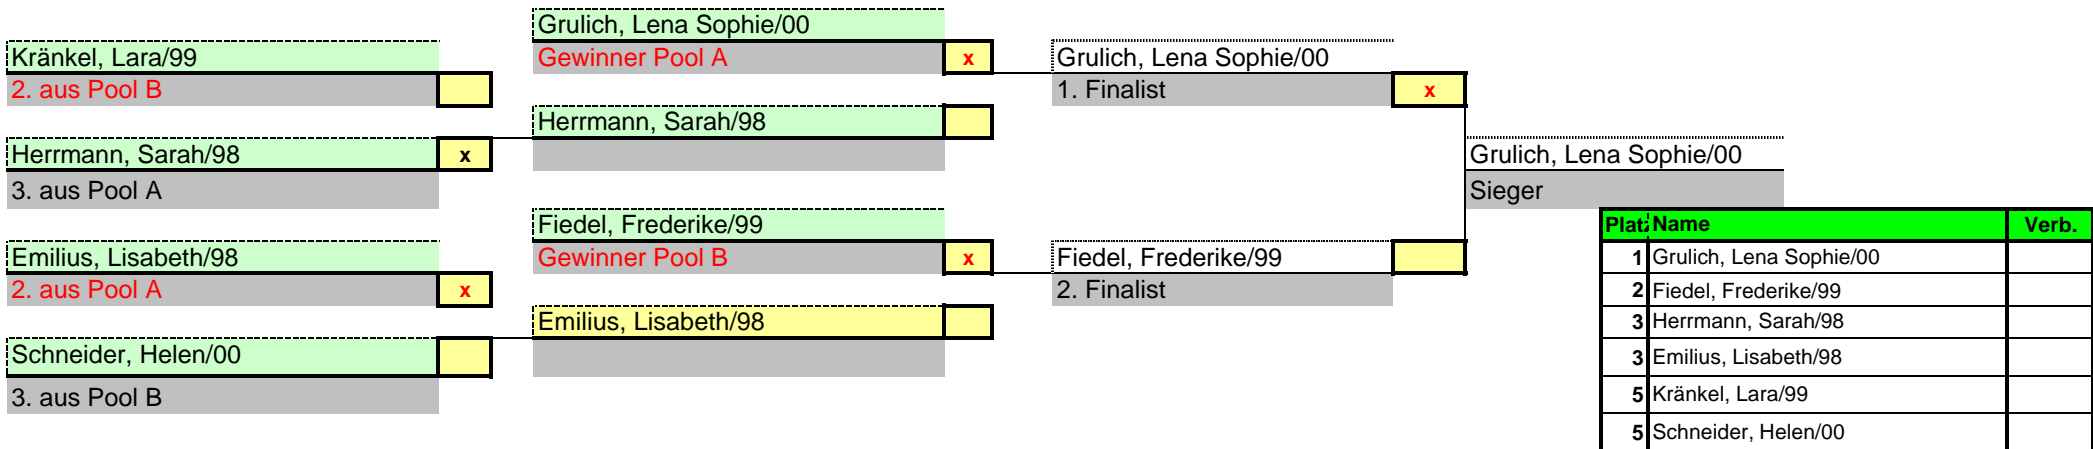 Kränkel, Lara/99
2. aus Pool B
Herrmann, Sarah/98 x
3. aus Pool A
Emilius, Lisabeth/98
2. aus Pool A x
Schneider, Helen/00
3. aus Pool B
Grulich, Lena Sophie/00
Gewinner Pool A x
Herrmann, Sarah/98
Fiedel, Frederike/99
Gewinner Pool B x
Emilius, Lisabeth/98
Grulich, Lena Sophie/00
1. Finalist x
Fiedel, Frederike/99
2. Finalist
Grulich, Lena Sophie/00
Sieger
Platz Name Verb.
1 Grulich, Lena Sophie/00
2 Fiedel, Frederike/99
3 Herrmann, Sarah/98
3 Emilius, Lisabeth/98
5 Kränkel, Lara/99
5 Schneider, Helen/00